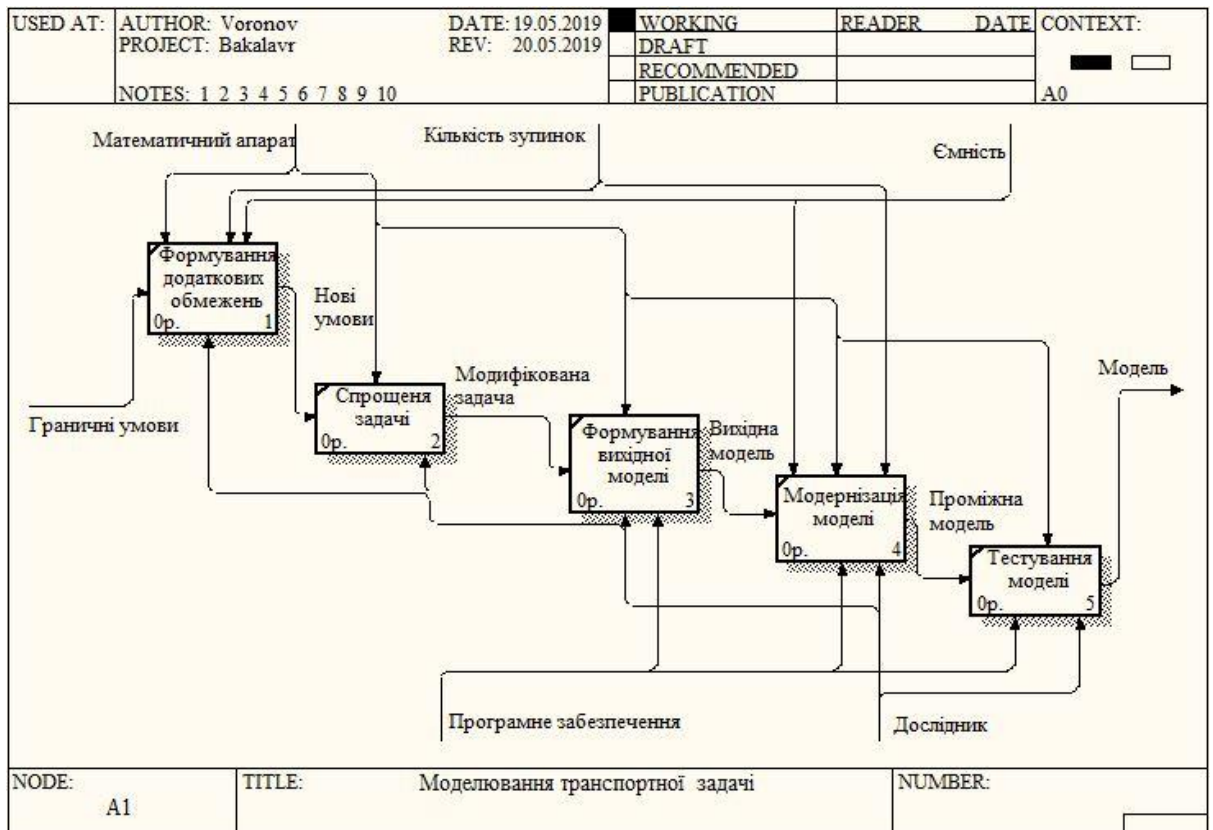 USED AT: AUTHOR: Voronov DATE: 19.05.2019 WORKING READER DATE CONTEXT:
PROJECT: Bakalavr REV: 20.05.2019 DRAFT
RECOMMENDED
NOTES: 1 2 3 4 5 6 7 8 9 10 PUBLICATION A0
Математичний апарат
Кількість зупинок
Ємність
Формування
додаткових
обмежень
0р. 1
Нові
умови
Граничні умови
Спрощеня
задачі
0р. 2
Модифікована
задача
Формування
вихідної
моделі
0р. 3
Вихідна
модель
Модернізація
моделі
0р. 4
Проміжна
модель
Тестування
моделі
0р. 5
Модель
Програмне забезпечення
Дослідник
NODE: TITLE: Моделювання транспортної задачі NUMBER:
A1